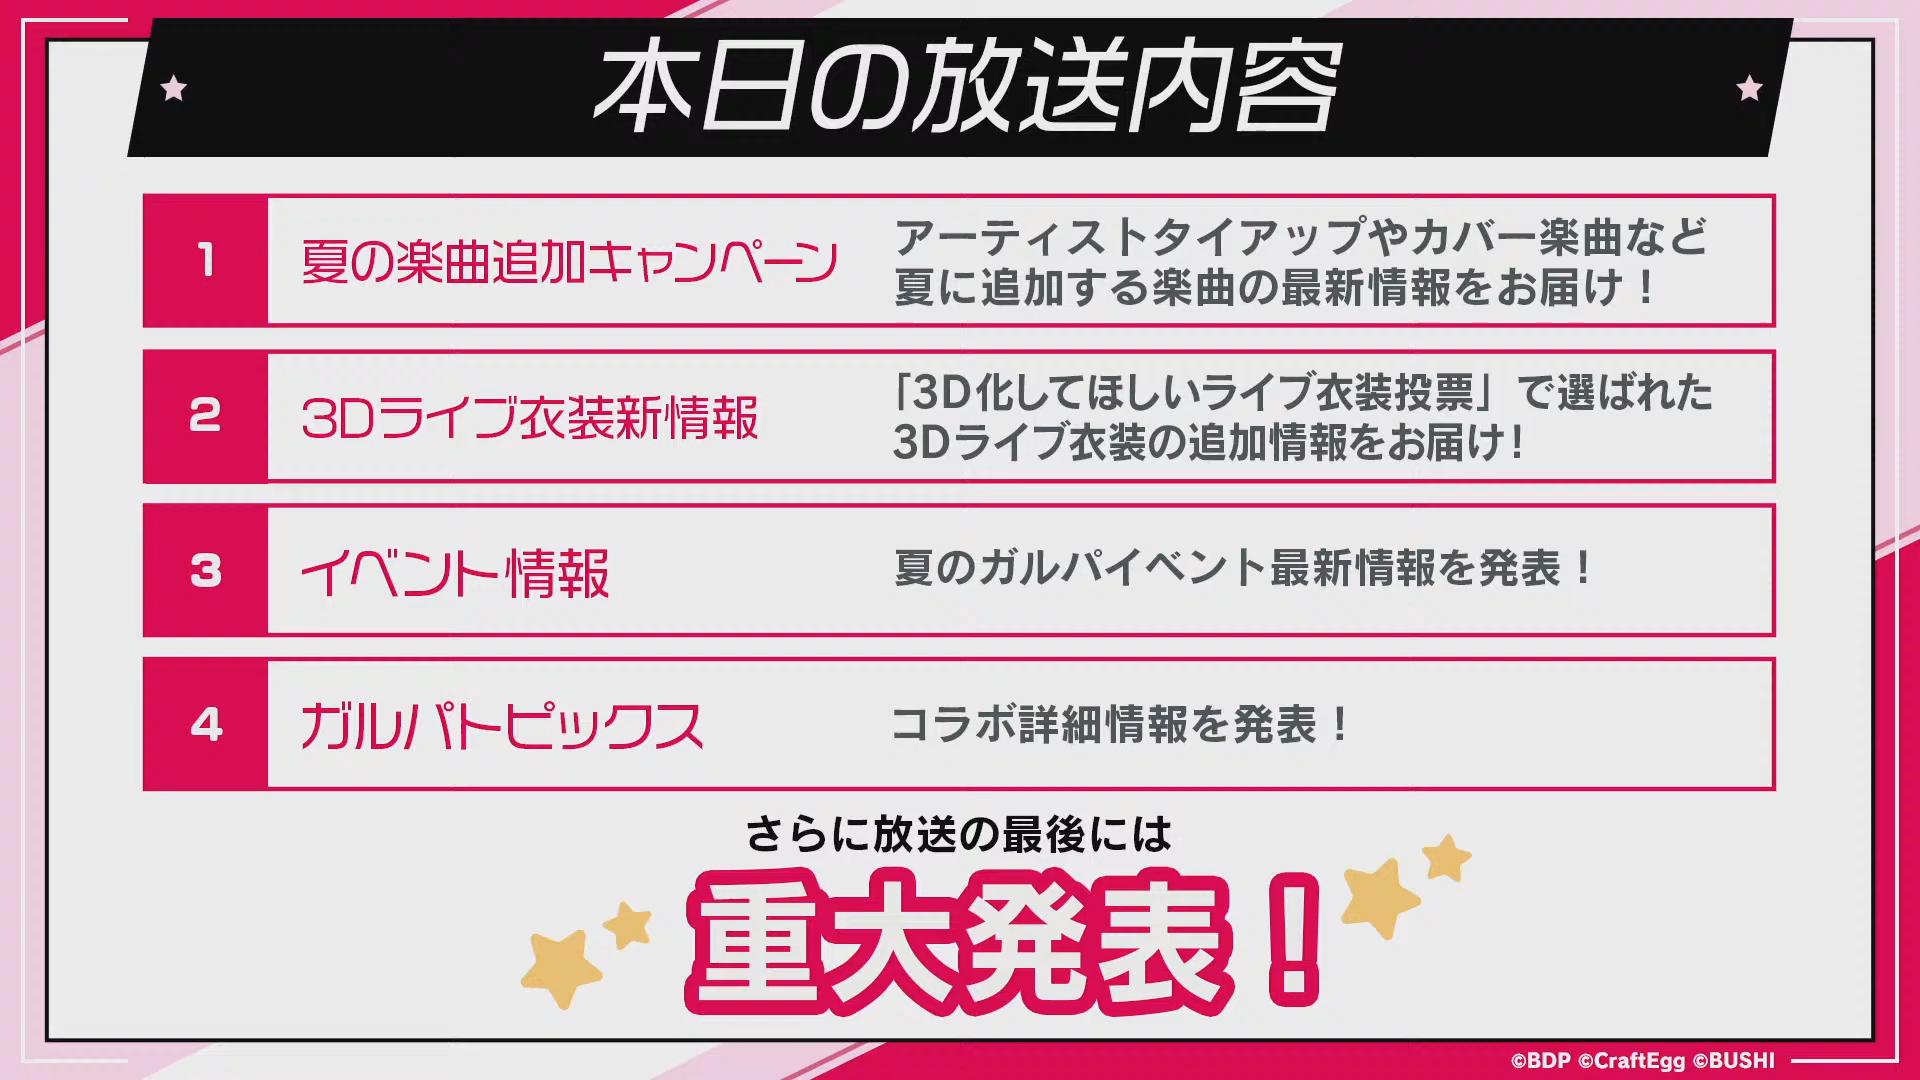 本日の放送内容
1
夏の楽曲追加キャンペーン
アーティストタイアップやカバー楽曲など
夏に追加する楽曲の最新情報をお届け！
2
3Dライブ衣装新情報
「3D化してほしいライブ衣装投票」で選ばれた
3Dライブ衣装の追加情報をお届け！
3
イベント情報
夏のガルパイベント最新情報を発表！
4
ガルパトピックス
コラボ詳細情報を発表！
さらに放送の最後には
重大発表！
©BDP ©CraftEgg ©BUSHI